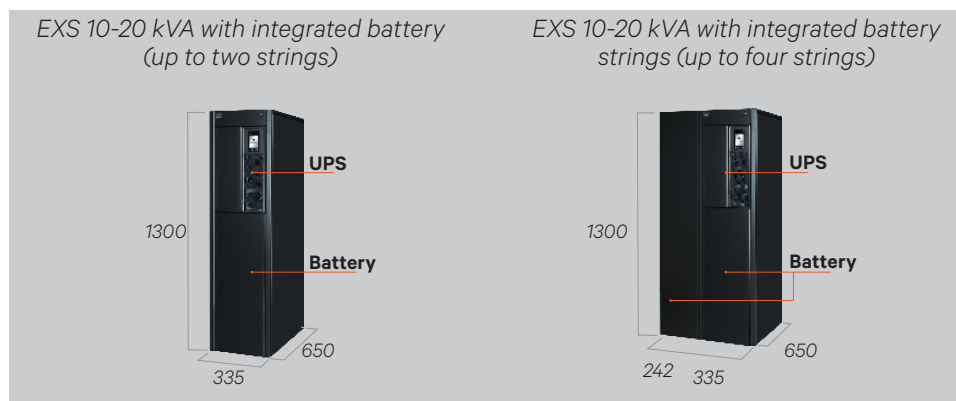 EXS 10-20 kVA with integrated battery
(up to two strings)
UPS
1300
Battery
650
335
EXS 10-20 kVA with integrated battery
strings (up to four strings)
UPS
1300
Battery
650
242
335